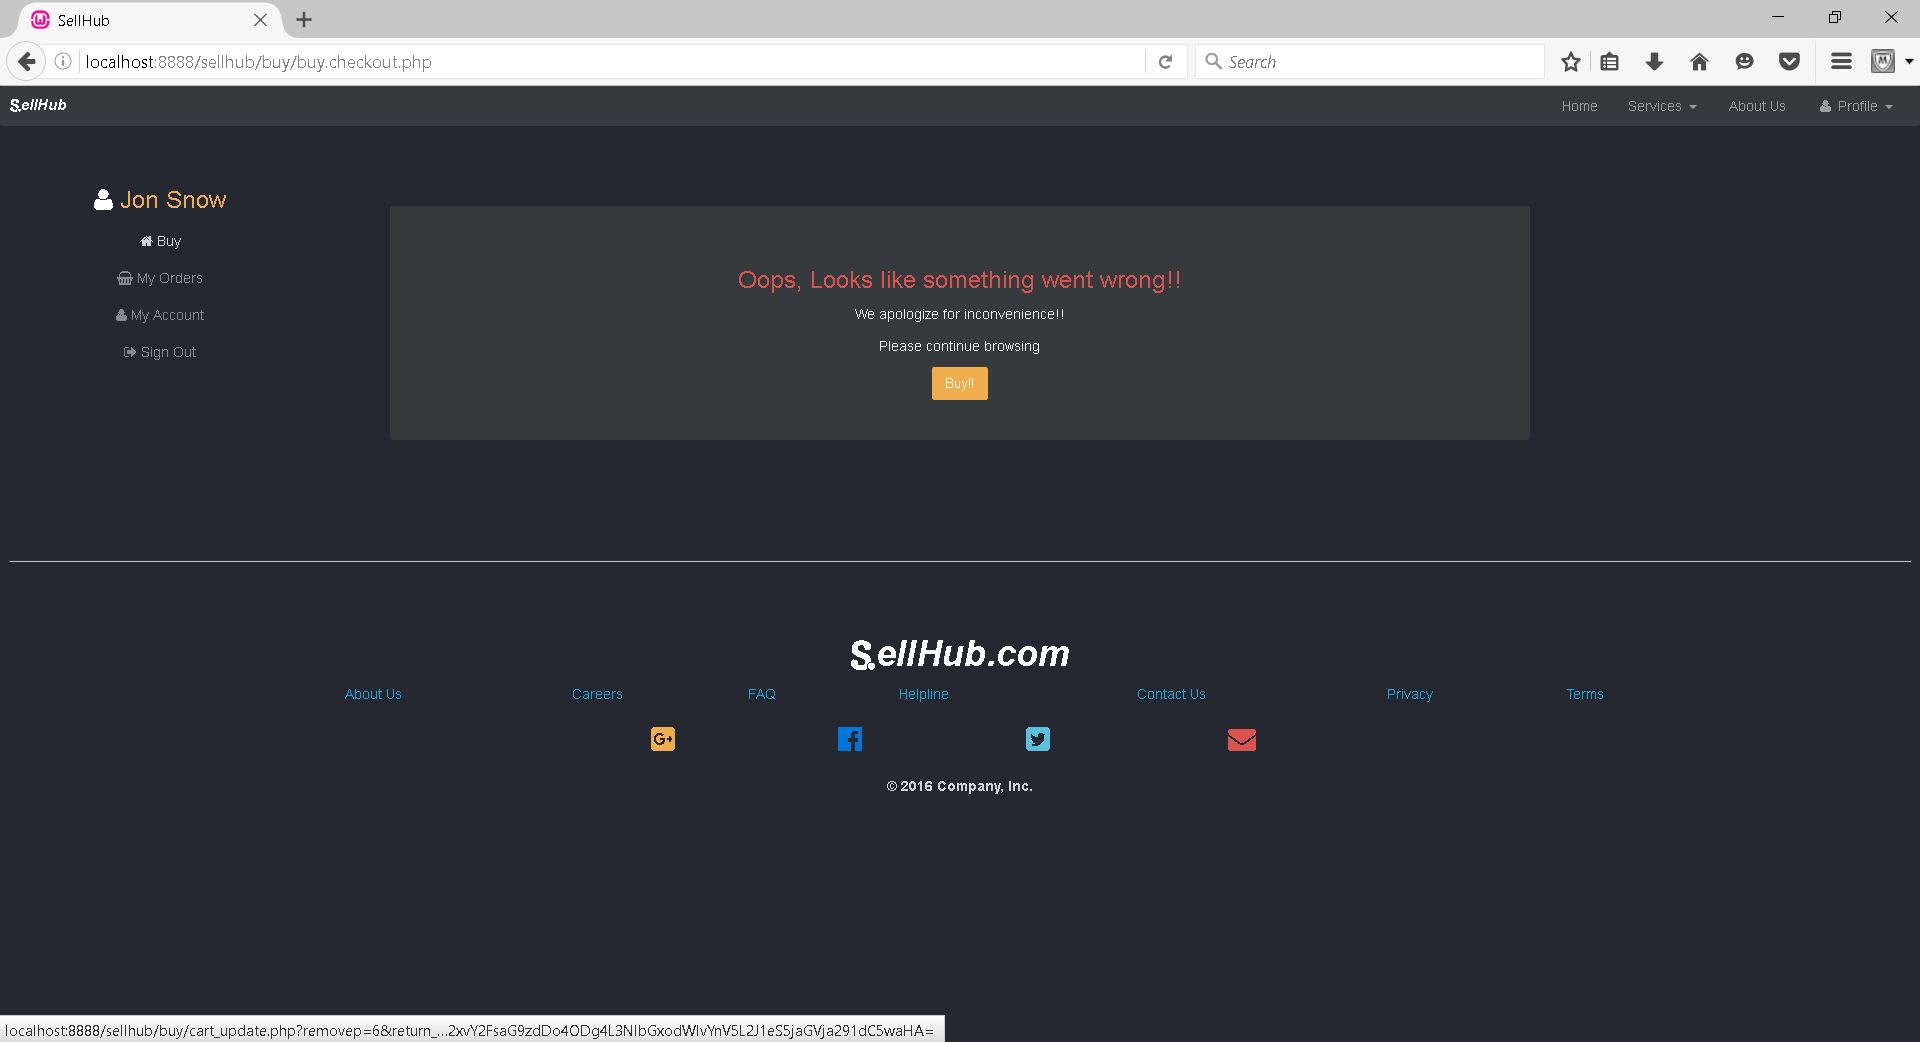 SellHub
localhost:8888/sellhub/buy/buy.checkout.php
Search
SellHub
Home Services About Us Profile
Jon Snow
Buy
My Orders
My Account
Sign Out
Oops, Looks like something went wrong!!
We apologize for inconvenience!!
Please continue browsing
Buy!!
SellHub.com
About Us Careers FAQ Helpline Contact Us Privacy Terms
G+
© 2016 Company, Inc.
localhost:8888/sellhub/buy/cart_update.php?removep=6&return_...2xvY2FsaG9zdDo4ODg4L3NlbGxodWIvYnV5L2J1eS5jaGVja291dC5waHA=